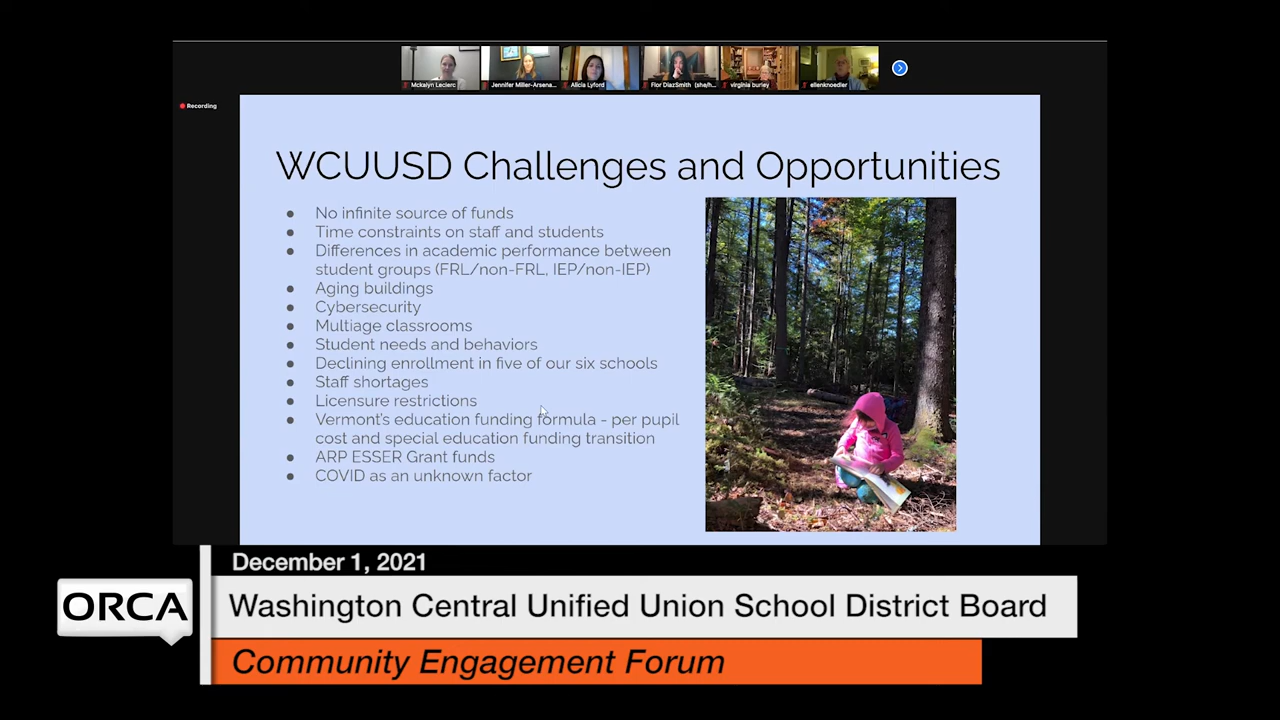 Mckalyn Leclerc
Jennifer Miller-Arsena...
Alicia Lyford
Flor DiazSmith (she/h...
virginia burley
ellenknoedler
Recording
WCUUSD Challenges and Opportunities
● No infinite source of funds
● Time constraints on staff and students
● Differences in academic performance between
student groups (FRL/non-FRL, IEP/non-IEP)
● Aging buildings
● Cybersecurity
● Multiage classrooms
● Student needs and behaviors
● Declining enrollment in five of our six schools
● Staff shortages
● Licensure restrictions
● Vermont's education funding formula - per pupil
cost and special education funding transition
● ARP ESSER Grant funds
● COVID as an unknown factor
December 1, 2021
ORCA
Washington Central Unified Union School District Board
Community Engagement Forum